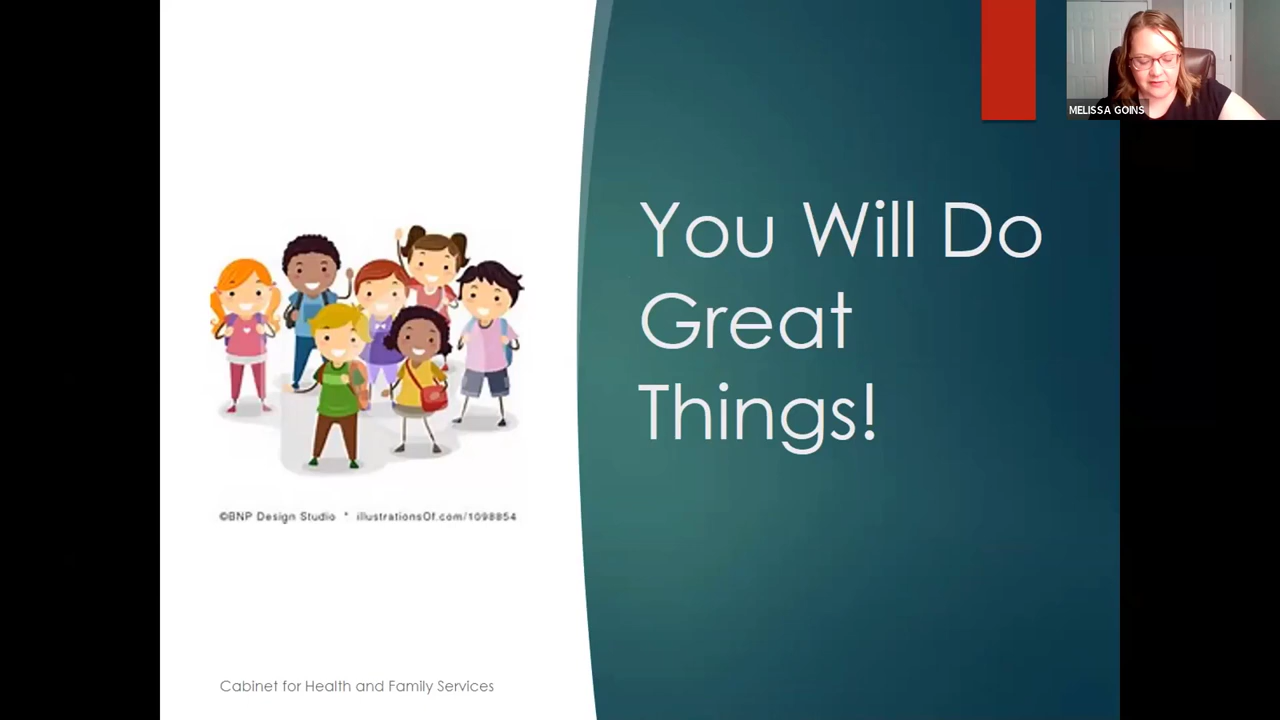 MELISSA GOINS
You Will Do
Great
Things!
©BNP Design Studio * illustrationsOf.com/1098854
Cabinet for Health and Family Services